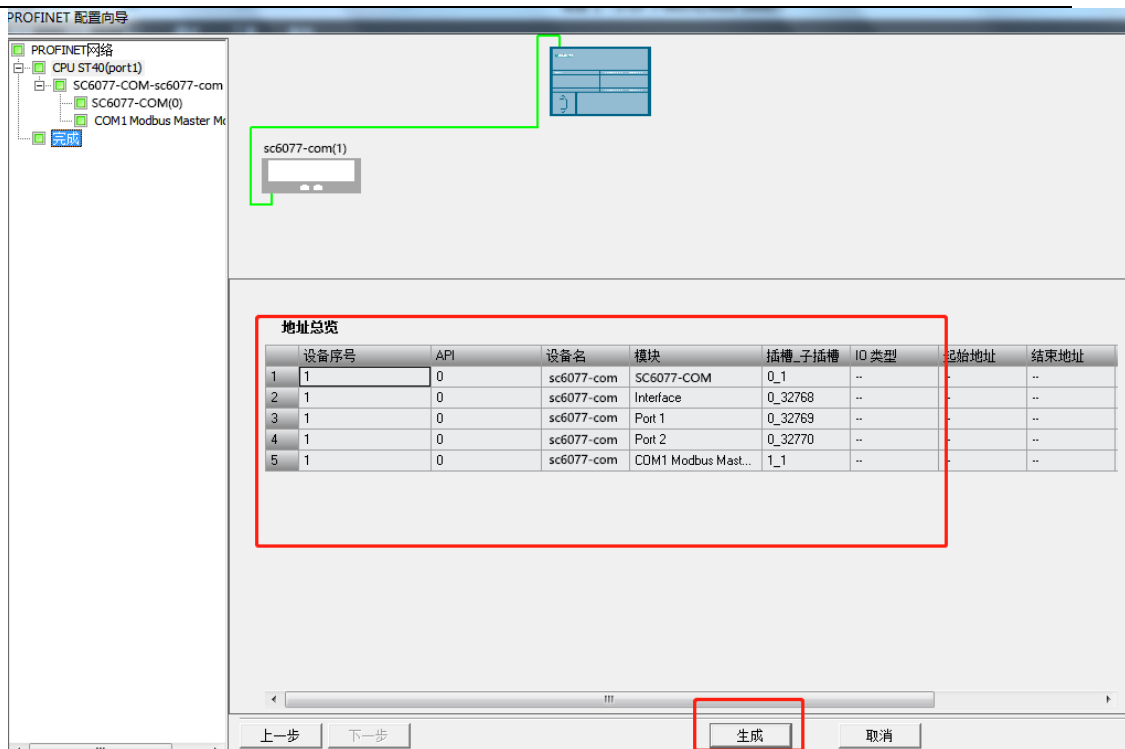 PROFINET 配置向导
PROFINET网络
CPU ST40(port1)
SC6077-COM-sc6077-com
SC6077-COM(0)
COM1 Modbus Master Mo
完成
sc6077-com(1)
地址总览
设备序号 API 设备名 模块 插槽_子插槽 IO 类型 起始地址 结束地址
1 1 0 sc6077-com SC6077-COM 0_1 -- -- --
2 1 0 sc6077-com Interface 0_32768 -- -- --
3 1 0 sc6077-com Port 1 0_32769 -- -- --
4 1 0 sc6077-com Port 2 0_32770 -- -- --
5 1 0 sc6077-com COM1 Modbus Mast... 1_1 -- -- --
上一步 下一步 生成 取消